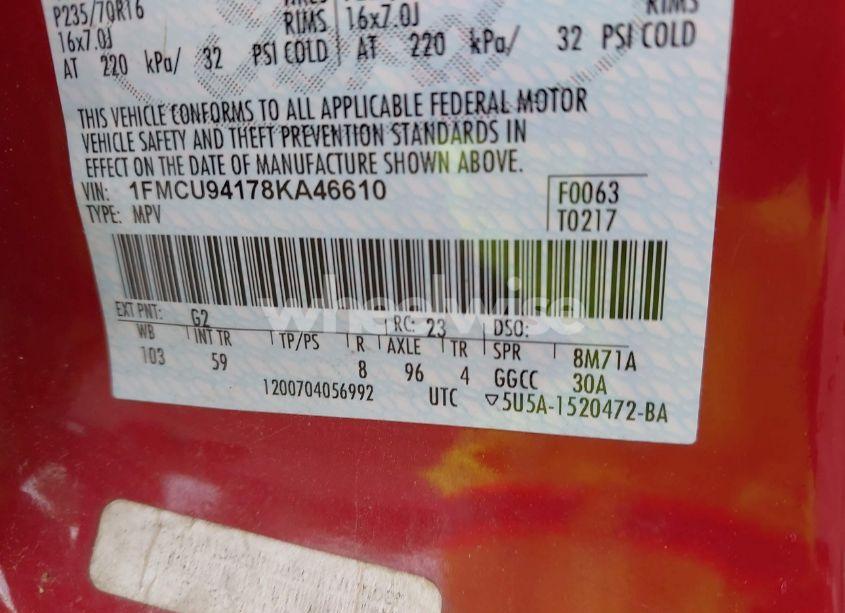 P235/70R16 RIMS RIMS
16x7.0J 16x7.0J
AT 220 kPa/ 32 PSI COLD AT 220 kPa/ 32 PSI COLD
THIS VEHICLE CONFORMS TO ALL APPLICABLE FEDERAL MOTOR
VEHICLE SAFETY AND THEFT PREVENTION STANDARDS IN
EFFECT ON THE DATE OF MANUFACTURE SHOWN ABOVE.
VIN: 1FMCU94178KA46610 F0063
TYPE: MPV T0217
wheelwise
EXT PNT: G2 RC: 23 DSO:
WB INT TR TP/PS R AXLE TR SPR 8M71A
103 59 8 96 4 GGCC 30A
1200704056992 UTC ▽5U5A-1520472-BA